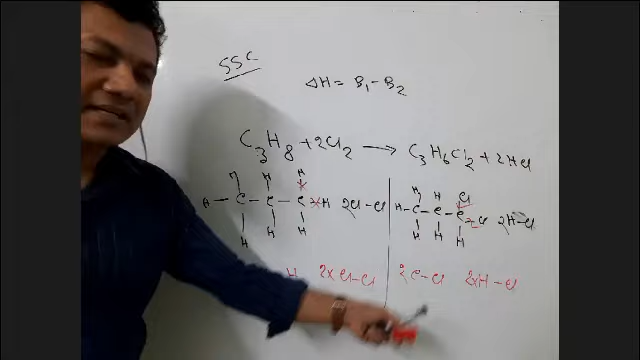 SSC
ΔH = B₁ - B₂
C₃H₈ + 2Cl₂ → C₃H₆Cl₂ + 2HCl
H H H
H - C - C - C × H 2Cl - Cl
H H H
H H Cl
H - C - C - C Cl 2H - Cl
H H H
H 2× Cl - Cl 2 C - Cl 2×H - Cl